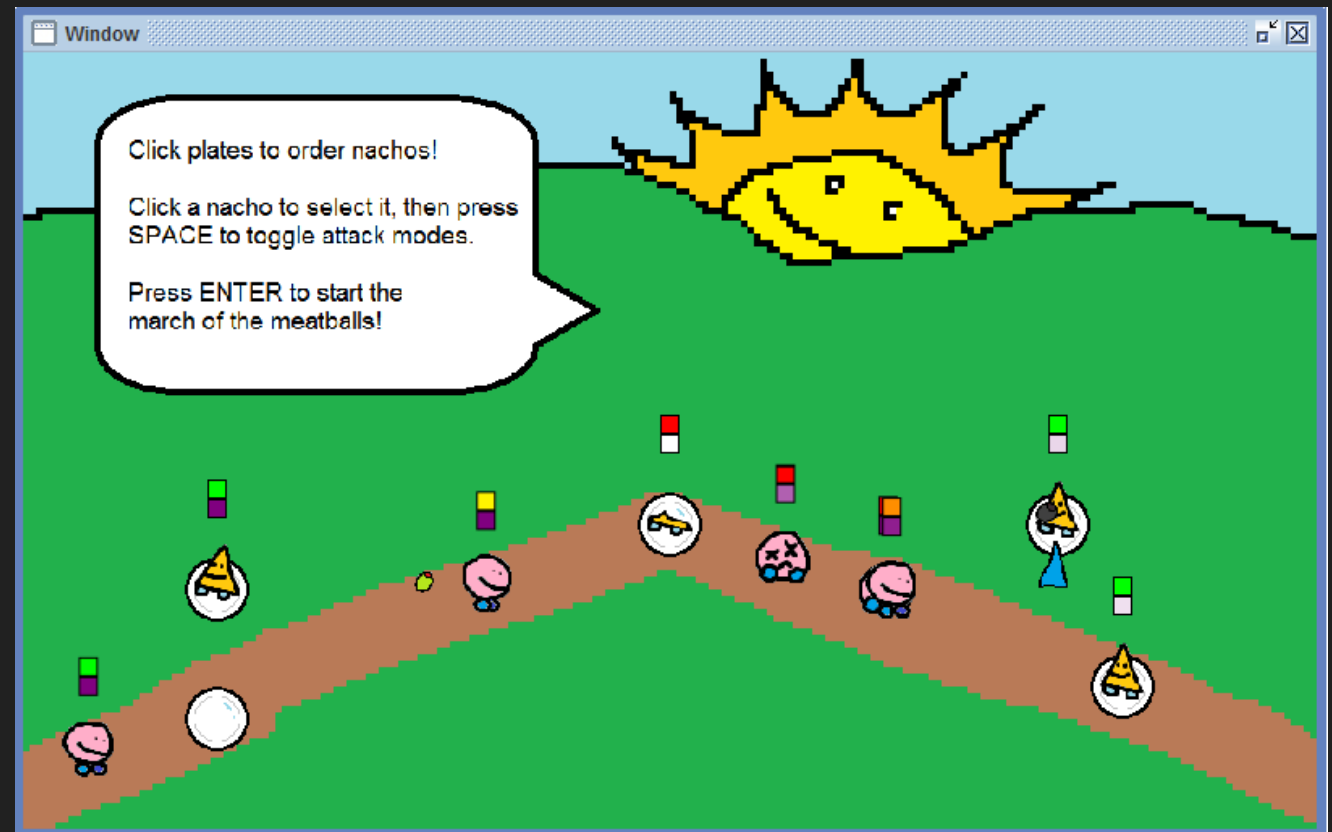 Window
Click plates to order nachos!
Click a nacho to select it, then press
SPACE to toggle attack modes.
Press ENTER to start the
march of the meatballs!